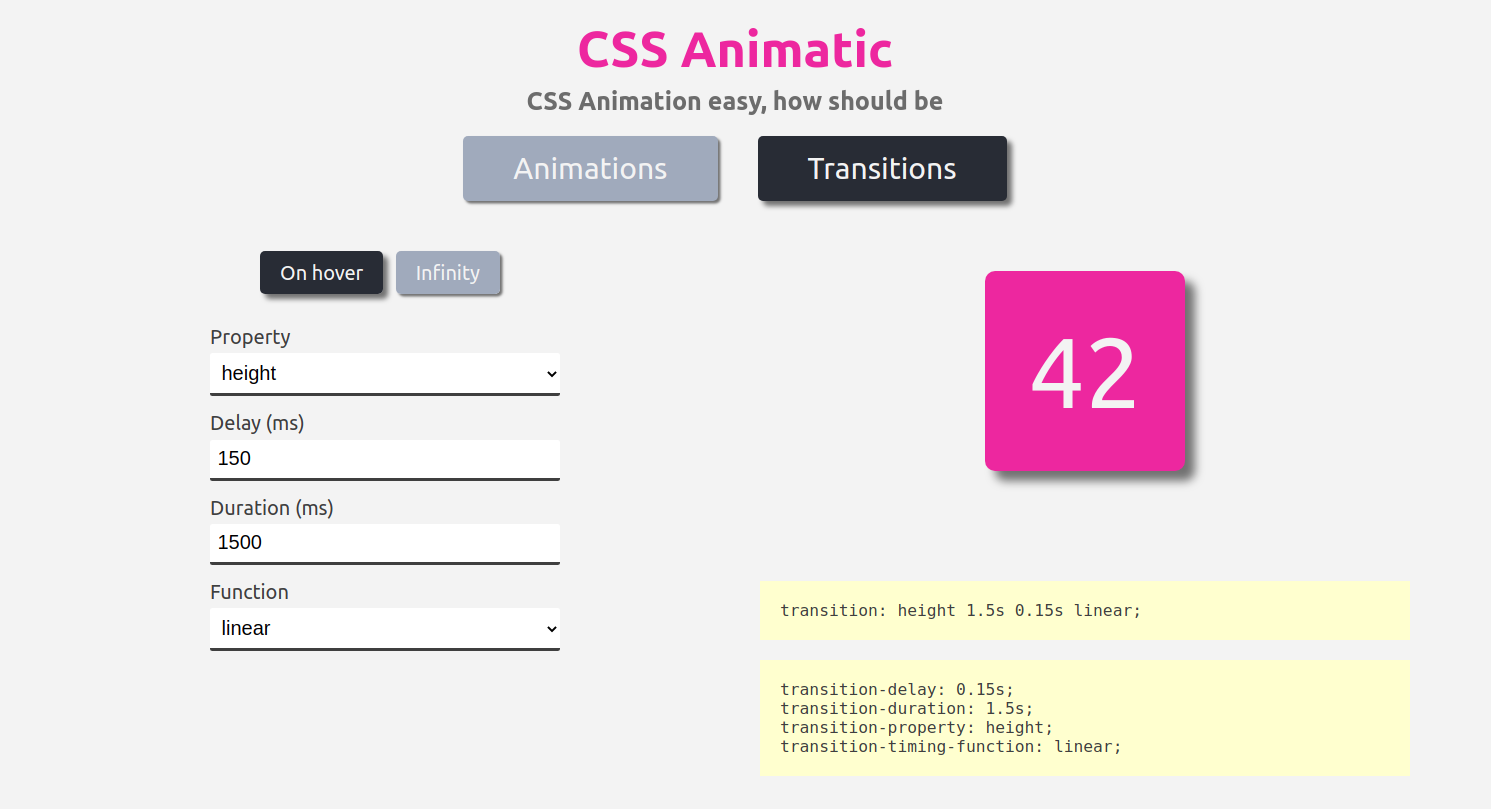 CSS Animatic
CSS Animation easy, how should be
Animations Transitions
On hover Infinity
Property
height
Delay (ms)
150
Duration (ms)
1500
Function
linear
42
transition: height 1.5s 0.15s linear;
transition-delay: 0.15s;
transition-duration: 1.5s;
transition-property: height;
transition-timing-function: linear;